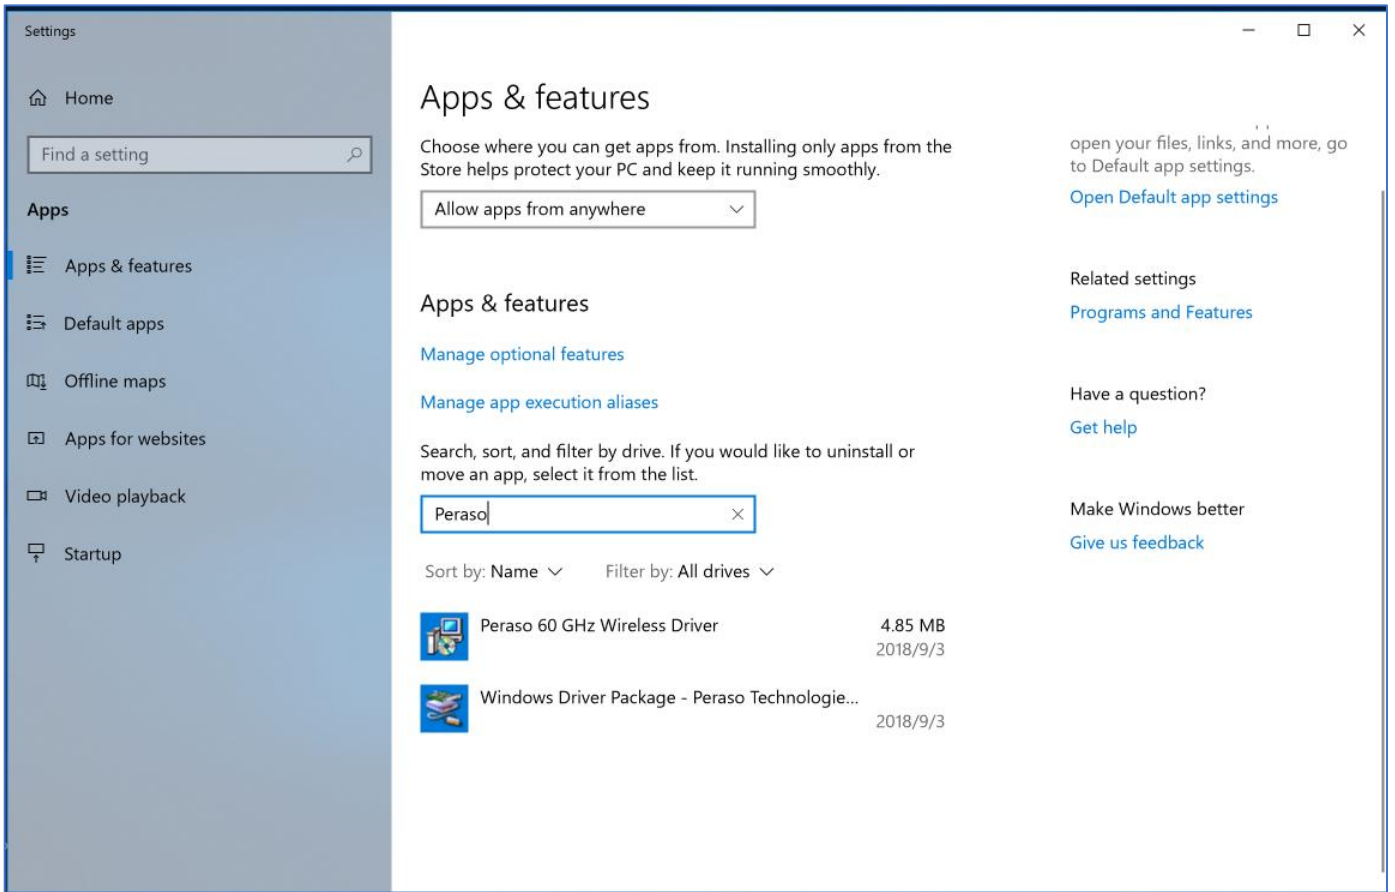 Settings
Home
Find a setting
Apps
Apps & features
Default apps
Offline maps
Apps for websites
Video playback
Startup
Apps & features
Choose where you can get apps from. Installing only apps from the
Store helps protect your PC and keep it running smoothly.
Allow apps from anywhere
Apps & features
Manage optional features
Manage app execution aliases
Search, sort, and filter by drive. If you would like to uninstall or
move an app, select it from the list.
Peraso
Sort by: Name
Filter by: All drives
Peraso 60 GHz Wireless Driver
4.85 MB
2018/9/3
Windows Driver Package - Peraso Technologie...
2018/9/3
open your files, links, and more, go
to Default app settings.
Open Default app settings
Related settings
Programs and Features
Have a question?
Get help
Make Windows better
Give us feedback